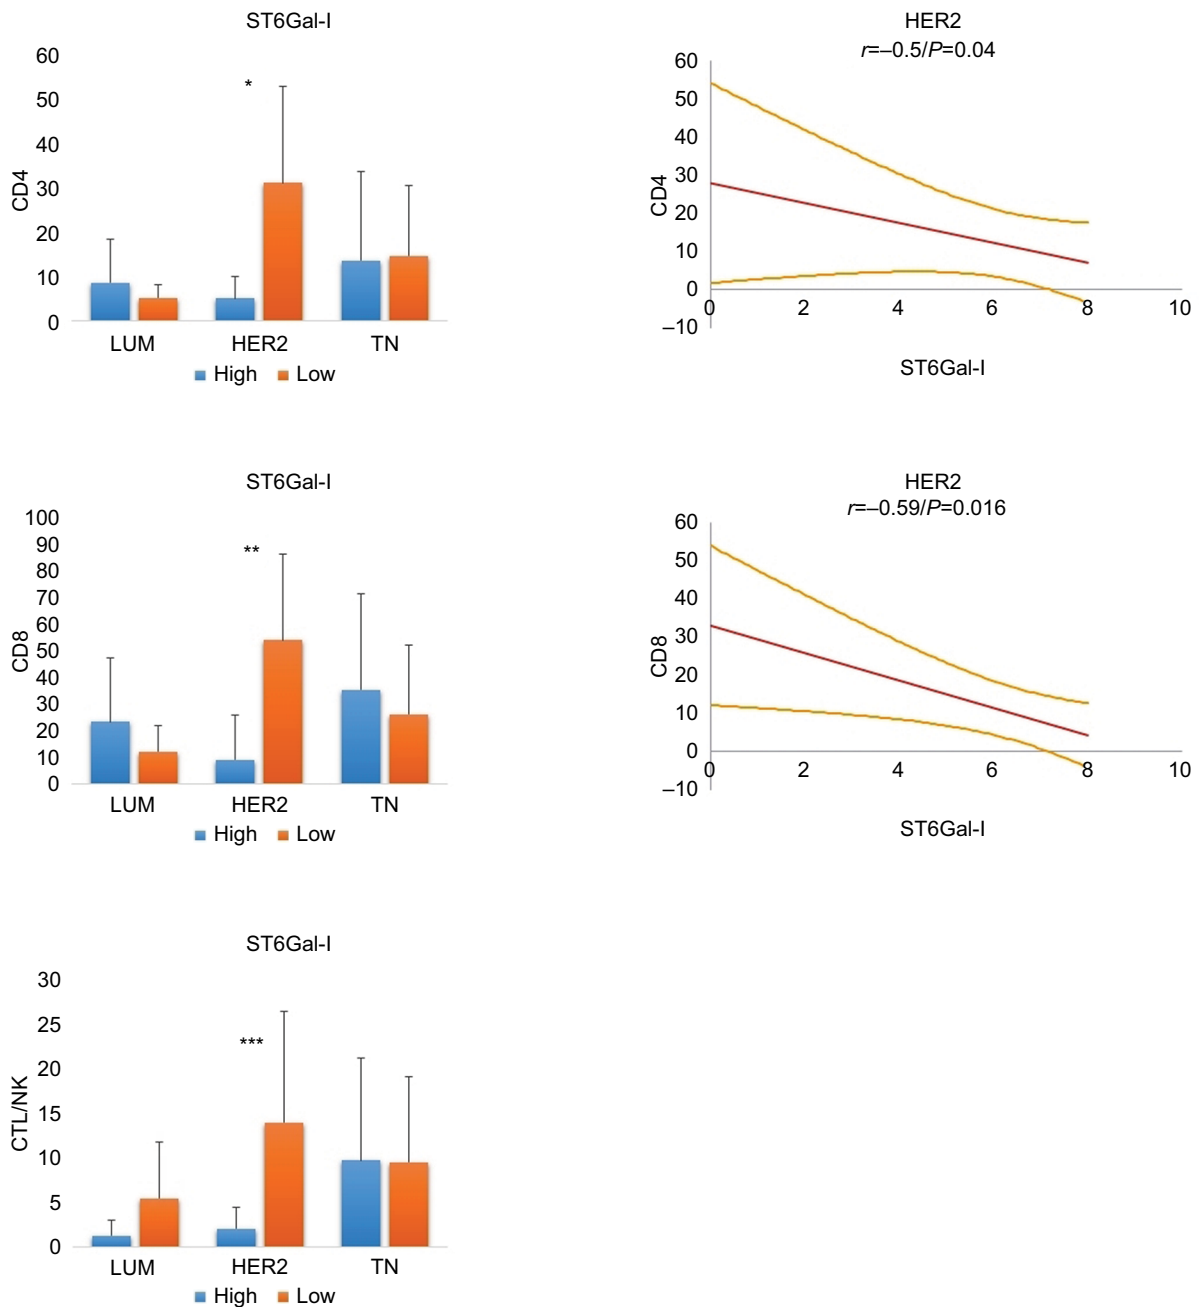 ST6Gal-I
60
50
40
30
20
10
0
CD4
*
LUM HER2 TN
High Low
HER2
r=–0.5/P=0.04
60
50
40
30
20
10
0
–10
CD4
0 2 4 6 8 10
ST6Gal-I
ST6Gal-I
100
90
80
70
60
50
40
30
20
10
0
CD8
**
LUM HER2 TN
High Low
HER2
r=–0.59/P=0.016
60
50
40
30
20
10
0
–10
CD8
0 2 4 6 8 10
ST6Gal-I
ST6Gal-I
30
25
20
15
10
5
0
CTL/NK
***
LUM HER2 TN
High Low